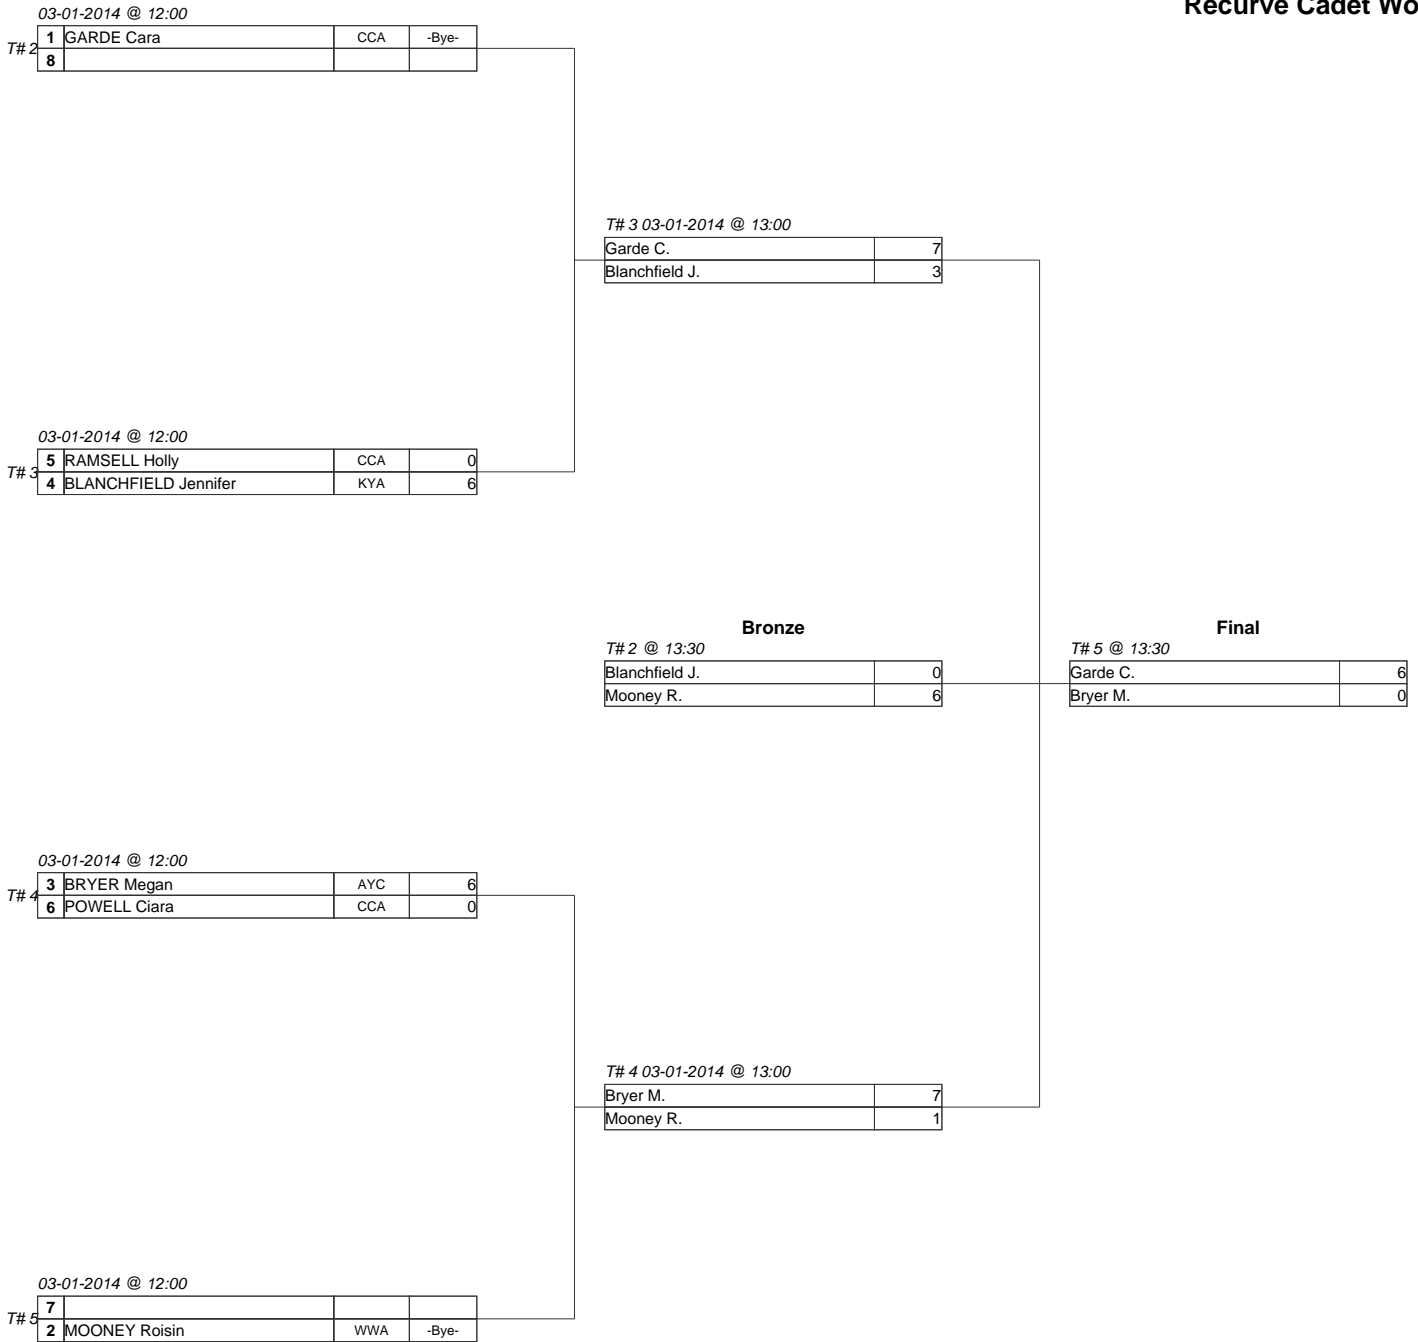 Recurve Cadet Wo
03-01-2014 @ 12:00
T# 2
1 GARDE Cara CCA -Bye-
8
T# 3 03-01-2014 @ 13:00
Garde C. 7
Blanchfield J. 3
03-01-2014 @ 12:00
T# 3
5 RAMSELL Holly CCA 0
4 BLANCHFIELD Jennifer KYA 6
Bronze
T# 2 @ 13:30
Blanchfield J. 0
Mooney R. 6
Final
T# 5 @ 13:30
Garde C. 6
Bryer M. 0
03-01-2014 @ 12:00
T# 4
3 BRYER Megan AYC 6
6 POWELL Ciara CCA 0
T# 4 03-01-2014 @ 13:00
Bryer M. 7
Mooney R. 1
03-01-2014 @ 12:00
T# 5
7
2 MOONEY Roisin WWA -Bye-